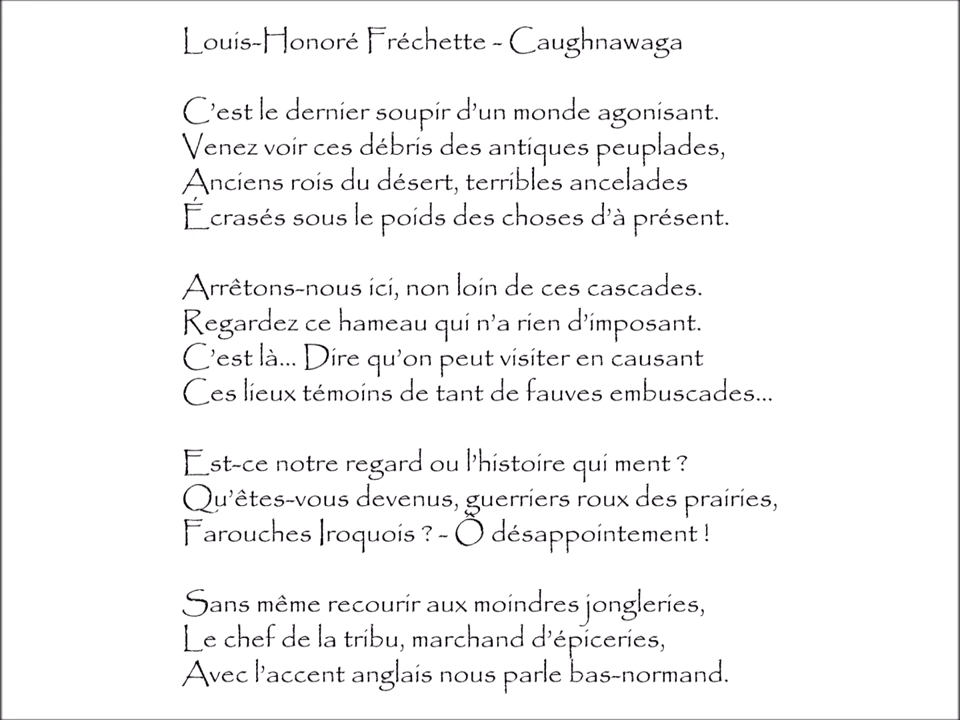 Louis-Honoré Fréchette - Caughnawaga
C'est le dernier soupir d'un monde agonisant.
Venez voir ces débris des antiques peuplades,
Anciens rois du désert, terribles ancelades
Écrasés sous le poids des choses d'à présent.
Arrêtons-nous ici, non loin de ces cascades.
Regardez ce hameau qui n'a rien d'imposant.
C'est là... Dire qu'on peut visiter en causant
Ces lieux témoins de tant de fauves embuscades...
Est-ce notre regard ou l'histoire qui ment ?
Qu'êtes-vous devenus, guerriers roux des prairies,
Farouches Iroquois ? - Ô désappointement !
Sans même recourir aux moindres jongleries,
Le chef de la tribu, marchand d'épiceries,
Avec l'accent anglais nous parle bas-normand.